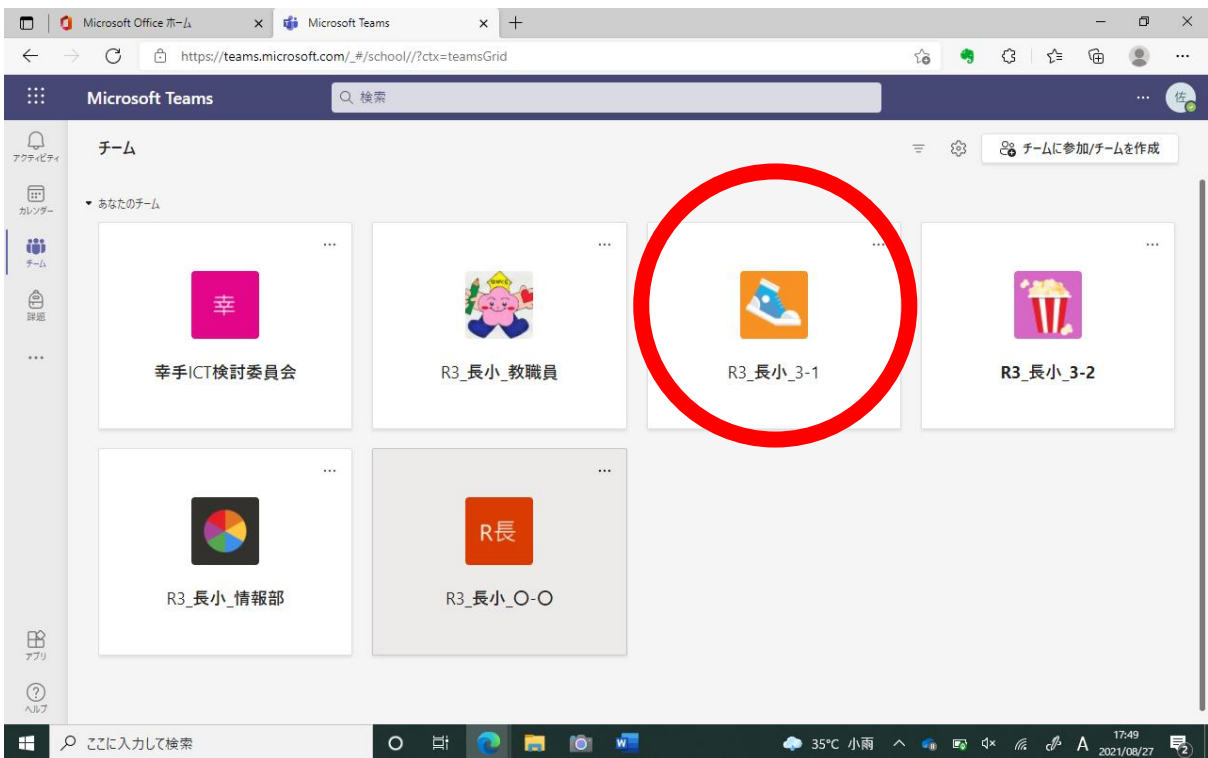 Microsoft Office ホーム
Microsoft Teams
https://teams.microsoft.com/_#/school//?ctx=teamsGrid
Microsoft Teams
検索
佐
アクティビティ
カレンダー
チーム
課題
アプリ
ヘルプ
チーム
チームに参加/チームを作成
あなたのチーム
幸
幸手ICT検討委員会
R3_長小_教職員
R3_長小_3-1
R3_長小_3-2
R3_長小_情報部
R長
R3_長小_〇-〇
ここに入力して検索
W
35°C 小雨
A
17:49
2021/08/27
2